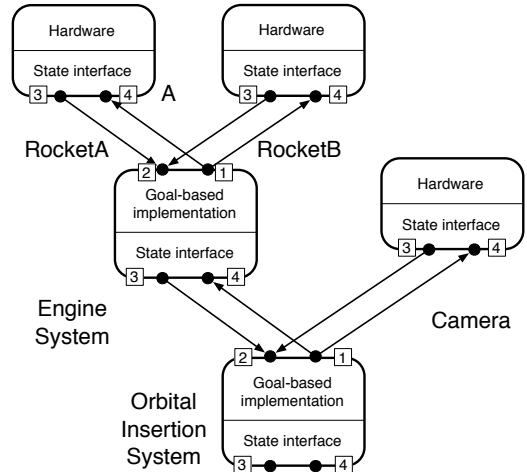 Hardware
State interface
3
4
A
Hardware
State interface
3
4
RocketA
RocketB
2
1
Goal-based
implementation
State interface
3
4
Hardware
State interface
3
4
Engine
System
Camera
2
1
Goal-based
implementation
State interface
3
4
Orbital
Insertion
System